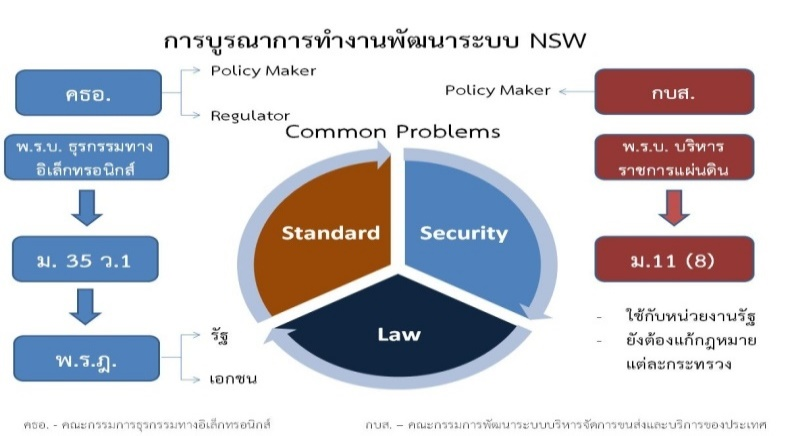 การบูรณาการทำงานพัฒนาระบบ NSW
คธอ.
Policy Maker
Regulator
พ.ร.บ. ธุรกรรมทาง
อิเล็กทรอนิกส์
ม. 35 ว.1
พ.ร.ฎ.
รัฐ
เอกชน
Common Problems
Standard
Security
Law
Policy Maker
กบส.
พ.ร.บ. บริหาร
ราชการแผ่นดิน
ม.11 (8)
- ใช้กับหน่วยงานรัฐ
- ยังต้องแก้กฎหมาย
แต่ละกระทรวง
คธอ. - คณะกรรมการธุรกรรมทางอิเล็กทรอนิกส์
กบส. – คณะกรรมการพัฒนาระบบบริหารจัดการขนส่งและบริการของประเทศ